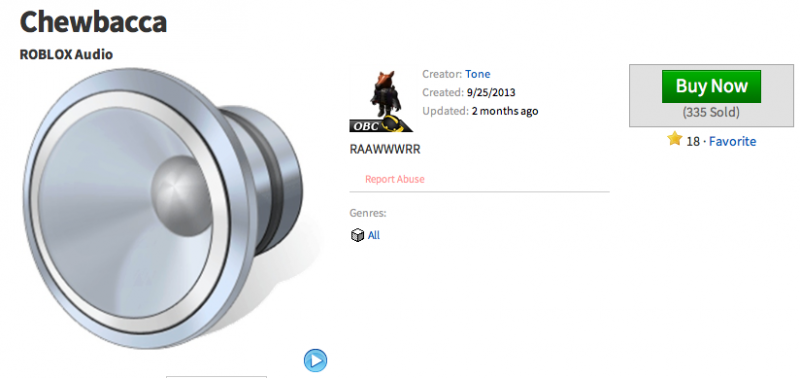 Chewbacca
ROBLOX Audio
Creator: Tone
Created: 9/25/2013
Updated: 2 months ago
OBC
RAAWWWRR
Report Abuse
Genres:
All
Buy Now
(335 Sold)
18 · Favorite